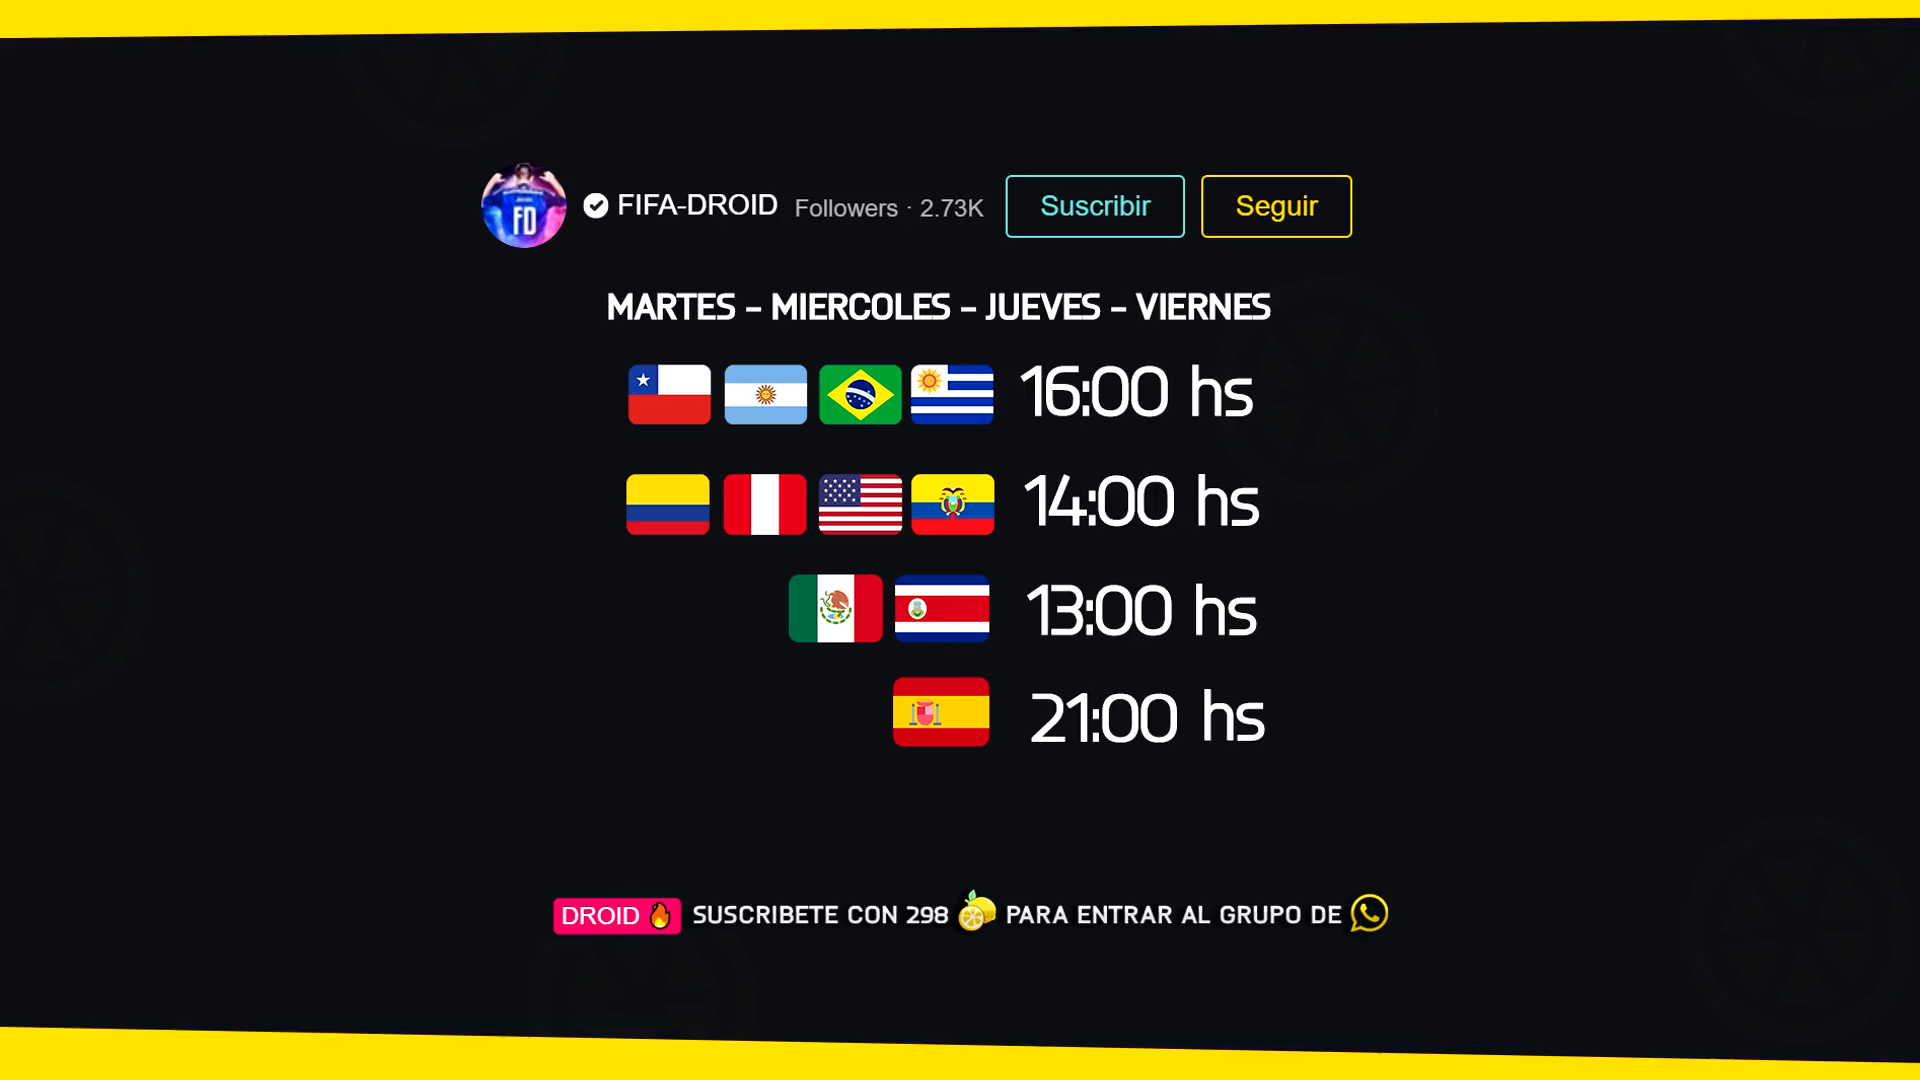 FD
FIFA-DROID Followers · 2.73K Suscribir Seguir
MARTES - MIERCOLES - JUEVES - VIERNES
16:00 hs
14:00 hs
13:00 hs
21:00 hs
DROID SUSCRIBETE CON 298 PARA ENTRAR AL GRUPO DE